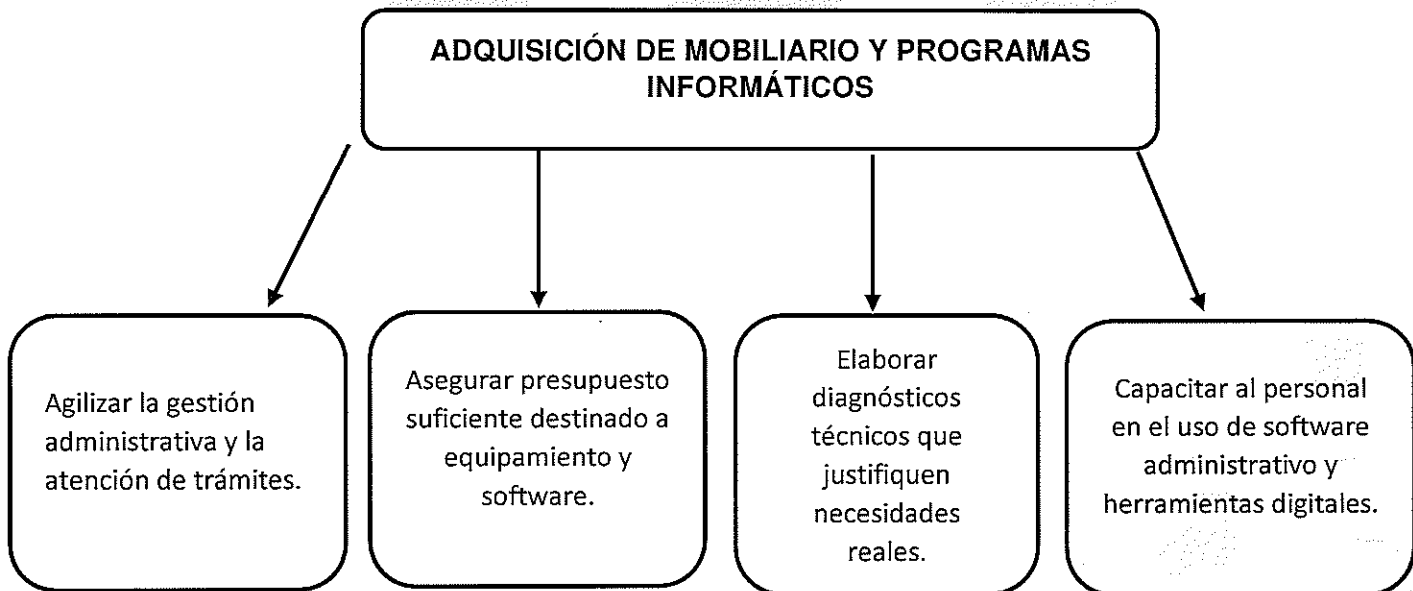 ADQUISICIÓN DE MOBILIARIO Y PROGRAMAS
INFORMÁTICOS
Agilizar la gestión
administrativa y la
atención de trámites.
Asegurar presupuesto
suficiente destinado a
equipamiento y
software.
Elaborar
diagnósticos
técnicos que
justifiquen
necesidades
reales.
Capacitar al personal
en el uso de software
administrativo y
herramientas digitales.